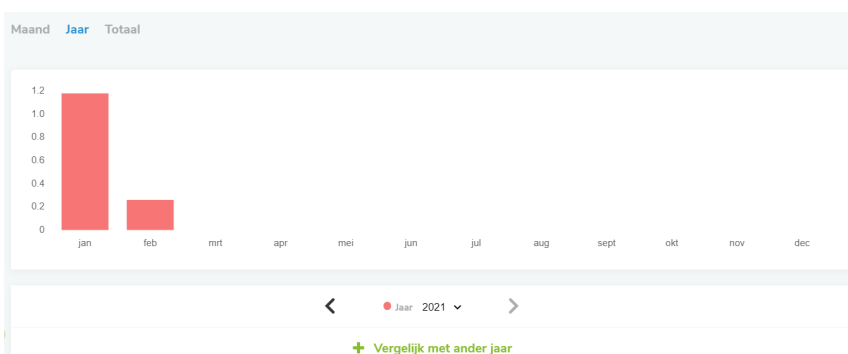 Maand Jaar Totaal
1.2
1.0
0.8
0.6
0.4
0.2
0
jan feb mrt apr mei jun jul aug sept okt nov dec
Jaar 2021
+ Vergelijk met ander jaar